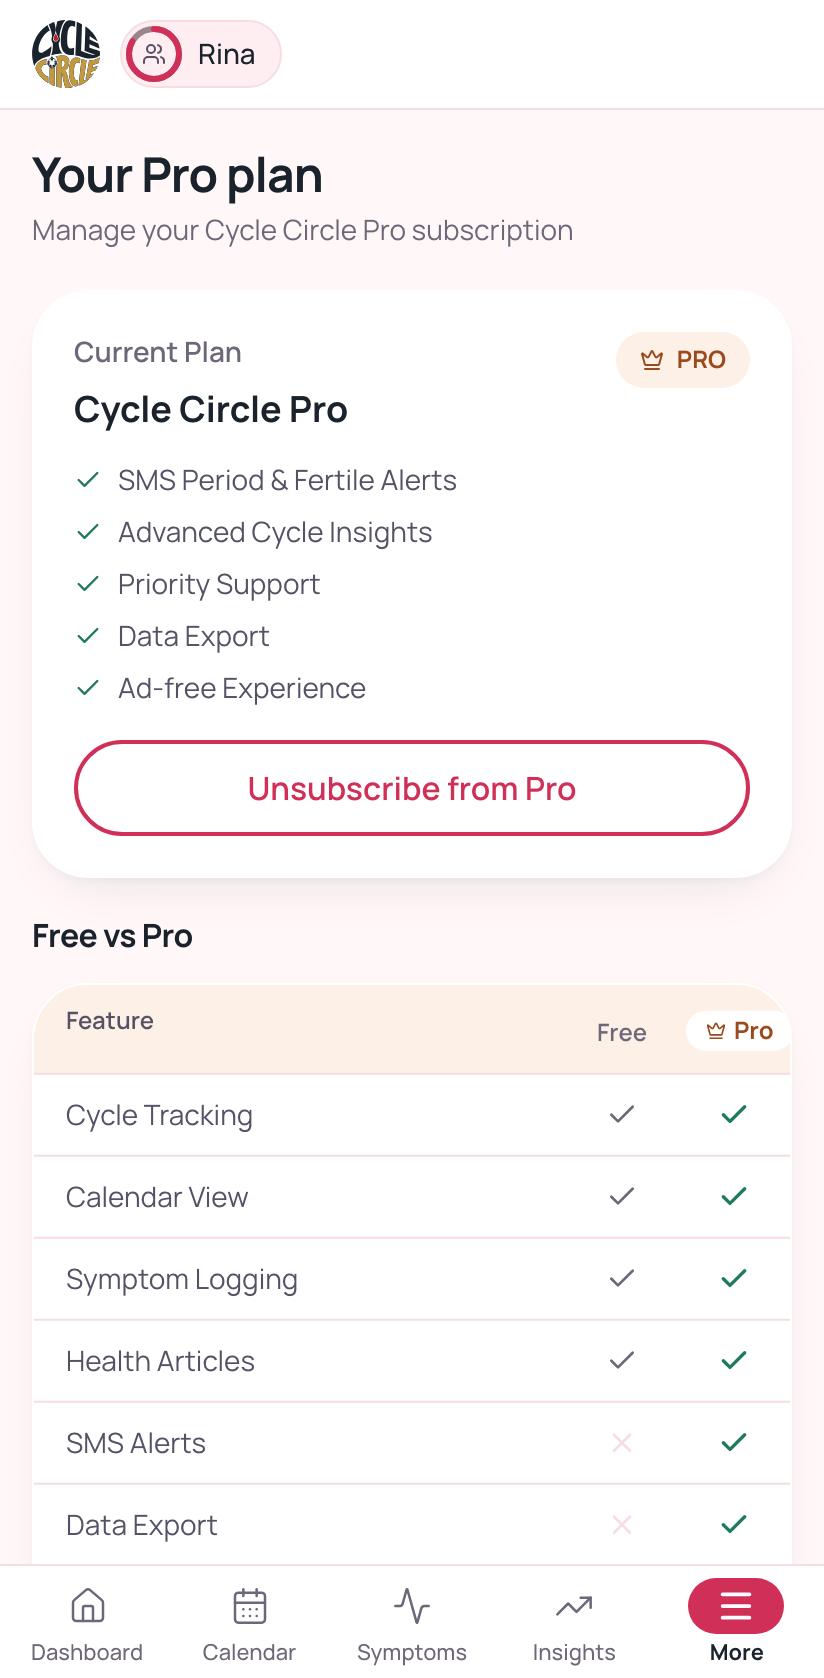 CYCLE
CIRCLE
Rina
Your Pro plan
Manage your Cycle Circle Pro subscription
Current Plan
PRO
Cycle Circle Pro
SMS Period & Fertile Alerts
Advanced Cycle Insights
Priority Support
Data Export
Ad-free Experience
Unsubscribe from Pro
Free vs Pro
Feature Free Pro
Cycle Tracking
Calendar View
Symptom Logging
Health Articles
SMS Alerts
Data Export
Dashboard Calendar Symptoms Insights More